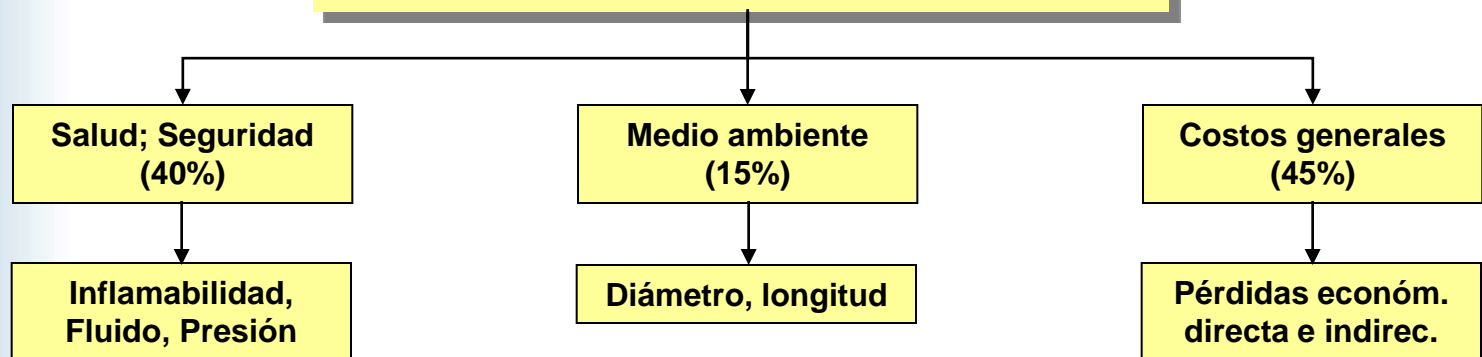 Salud; Seguridad
(40%)
Medio ambiente
(15%)
Costos generales
(45%)
Inflamabilidad,
Fluido, Presión
Diámetro, longitud
Pérdidas económ.
directa e indirec.